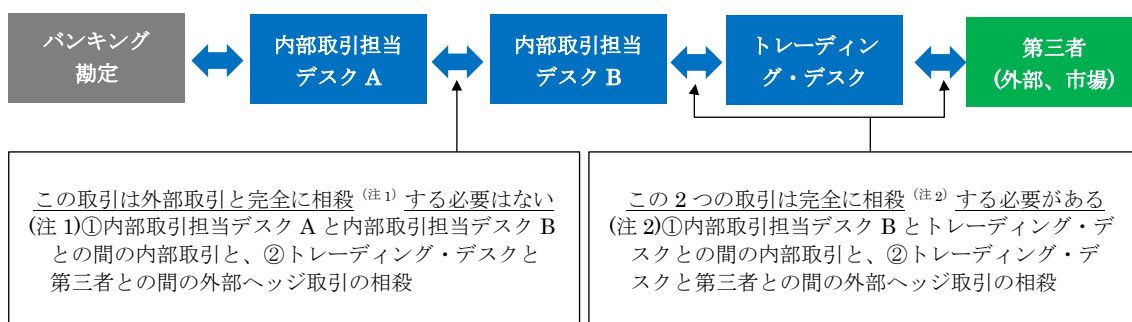 バンキング
勘定
内部取引担当
デスク A
内部取引担当
デスク B
トレーディン
グ・デスク
第三者
(外部、市場)
この取引は外部取引と完全に相殺 (注 1) する必要はない
(注 1)①内部取引担当デスク A と内部取引担当デスク B
との間の内部取引と、②トレーディング・デスクと
第三者との間の外部ヘッジ取引の相殺
この 2 つの取引は完全に相殺 (注 2) する必要がある
(注 2)①内部取引担当デスク B とトレーディング・デ
スクとの間の内部取引と、②トレーディング・デ
スクと第三者との間の外部ヘッジ取引の相殺